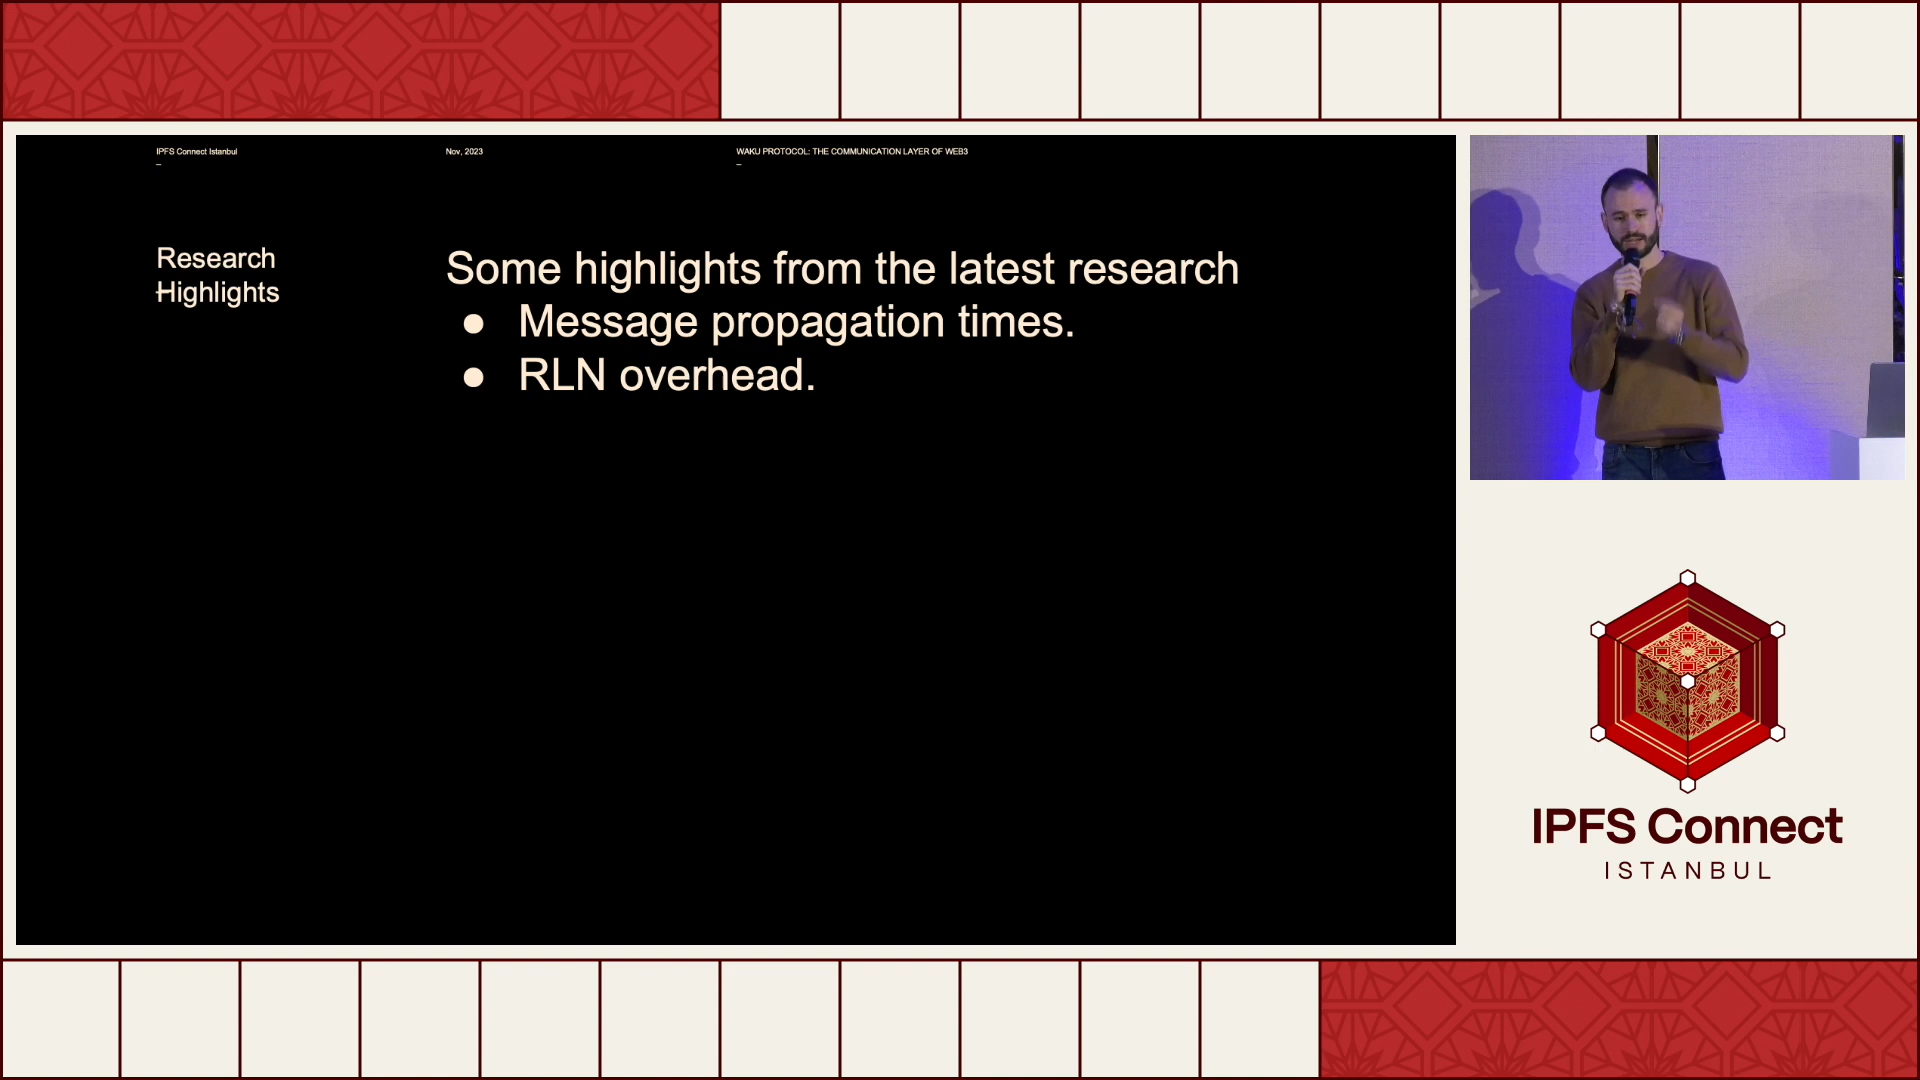 IPFS Connect Istanbul
Nov, 2023
WAKU PROTOCOL: THE COMMUNICATION LAYER OF WEB3
Research
Highlights
Some highlights from the latest research
● Message propagation times.
● RLN overhead.
IPFS Connect
ISTANBUL